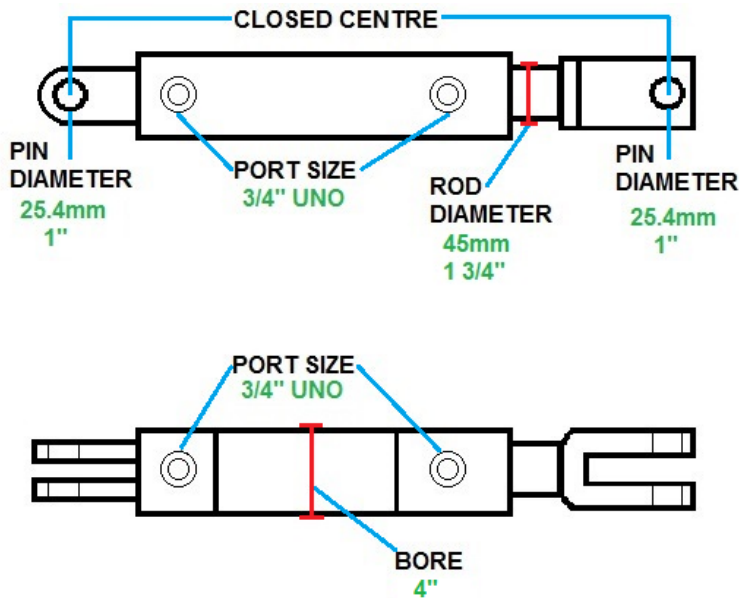 CLOSED CENTRE
PIN
DIAMETER
25.4mm
1"
PORT SIZE
3/4" UNO
ROD
DIAMETER
45mm
1 3/4"
PIN
DIAMETER
25.4mm
1"
PORT SIZE
3/4" UNO
BORE
4"